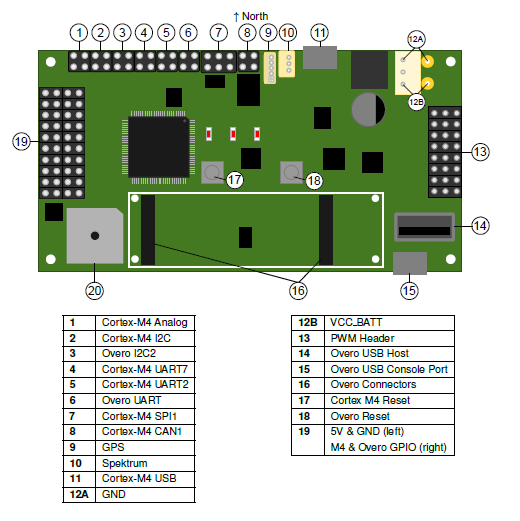 † North
1 2 3 4 5 6 7 8 9 10 11 12A
12B
19
13
17
18
14
20
16
15
1 Cortex-M4 Analog
2 Cortex-M4 I2C
3 Overo I2C2
4 Cortex-M4 UART7
5 Cortex-M4 UART2
6 Overo UART
7 Cortex-M4 SPI1
8 Cortex-M4 CAN1
9 GPS
10 Spektrum
11 Cortex-M4 USB
12A GND
12B VCC_BATT
13 PWM Header
14 Overo USB Host
15 Overo USB Console Port
16 Overo Connectors
17 Cortex M4 Reset
18 Overo Reset
19 5V & GND (left)
M4 & Overo GPIO (right)